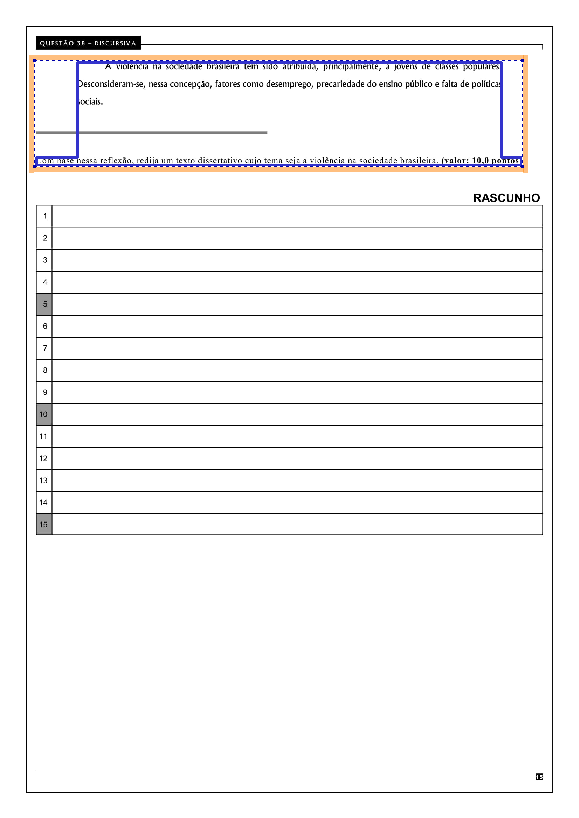 QUESTÃO 38 – DISCURSIVA
A violência na sociedade brasileira tem sido atribuída, principalmente, a jovens de classes populares.
Desconsideram-se, nessa concepção, fatores como desemprego, precariedade do ensino público e falta de políticas
sociais.
Com base nessa reflexão, redija um texto dissertativo cujo tema seja a violência na sociedade brasileira. (valor: 10,0 pontos)
RASCUNHO
1
2
3
4
5
6
7
8
9
10
11
12
13
14
15